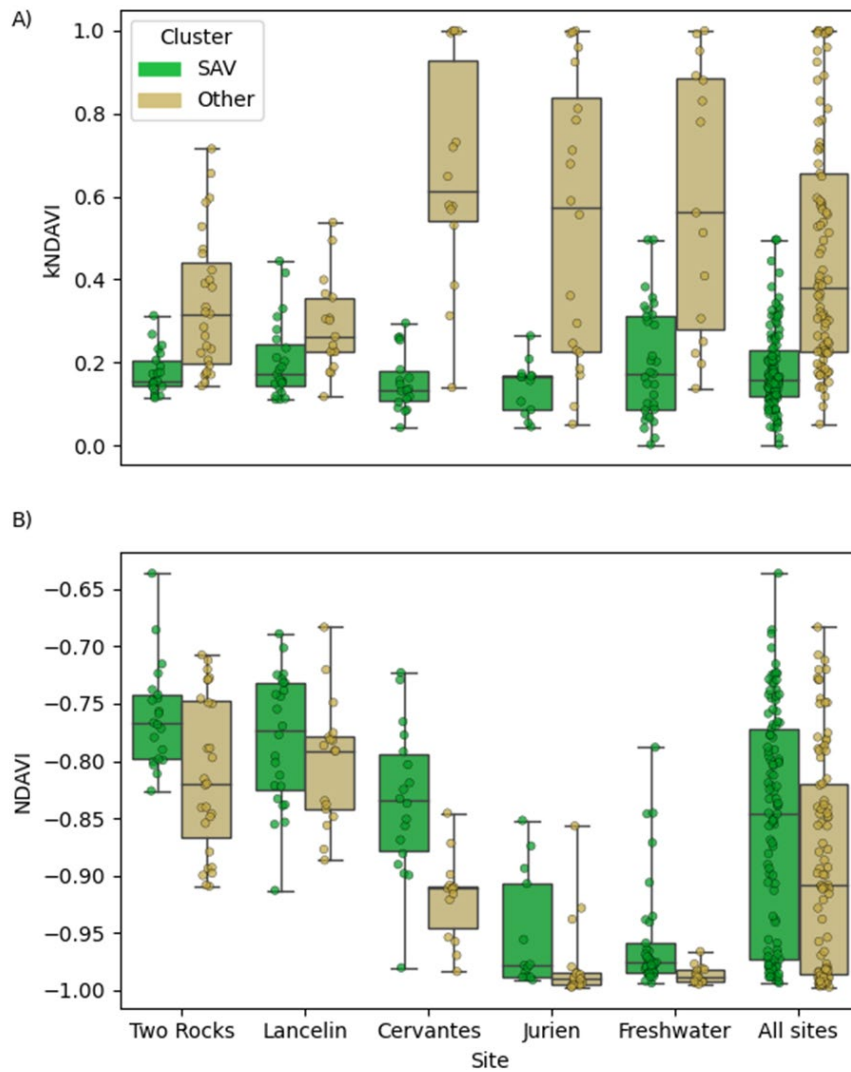 A)
Cluster
SAV
Other
1.0
0.8
0.6
0.4
0.2
0.0
kNDAVI
B)
−0.65
−0.70
−0.75
−0.80
−0.85
−0.90
−0.95
−1.00
NDAVI
Two Rocks Lancelin Cervantes Jurien Freshwater All sites
Site